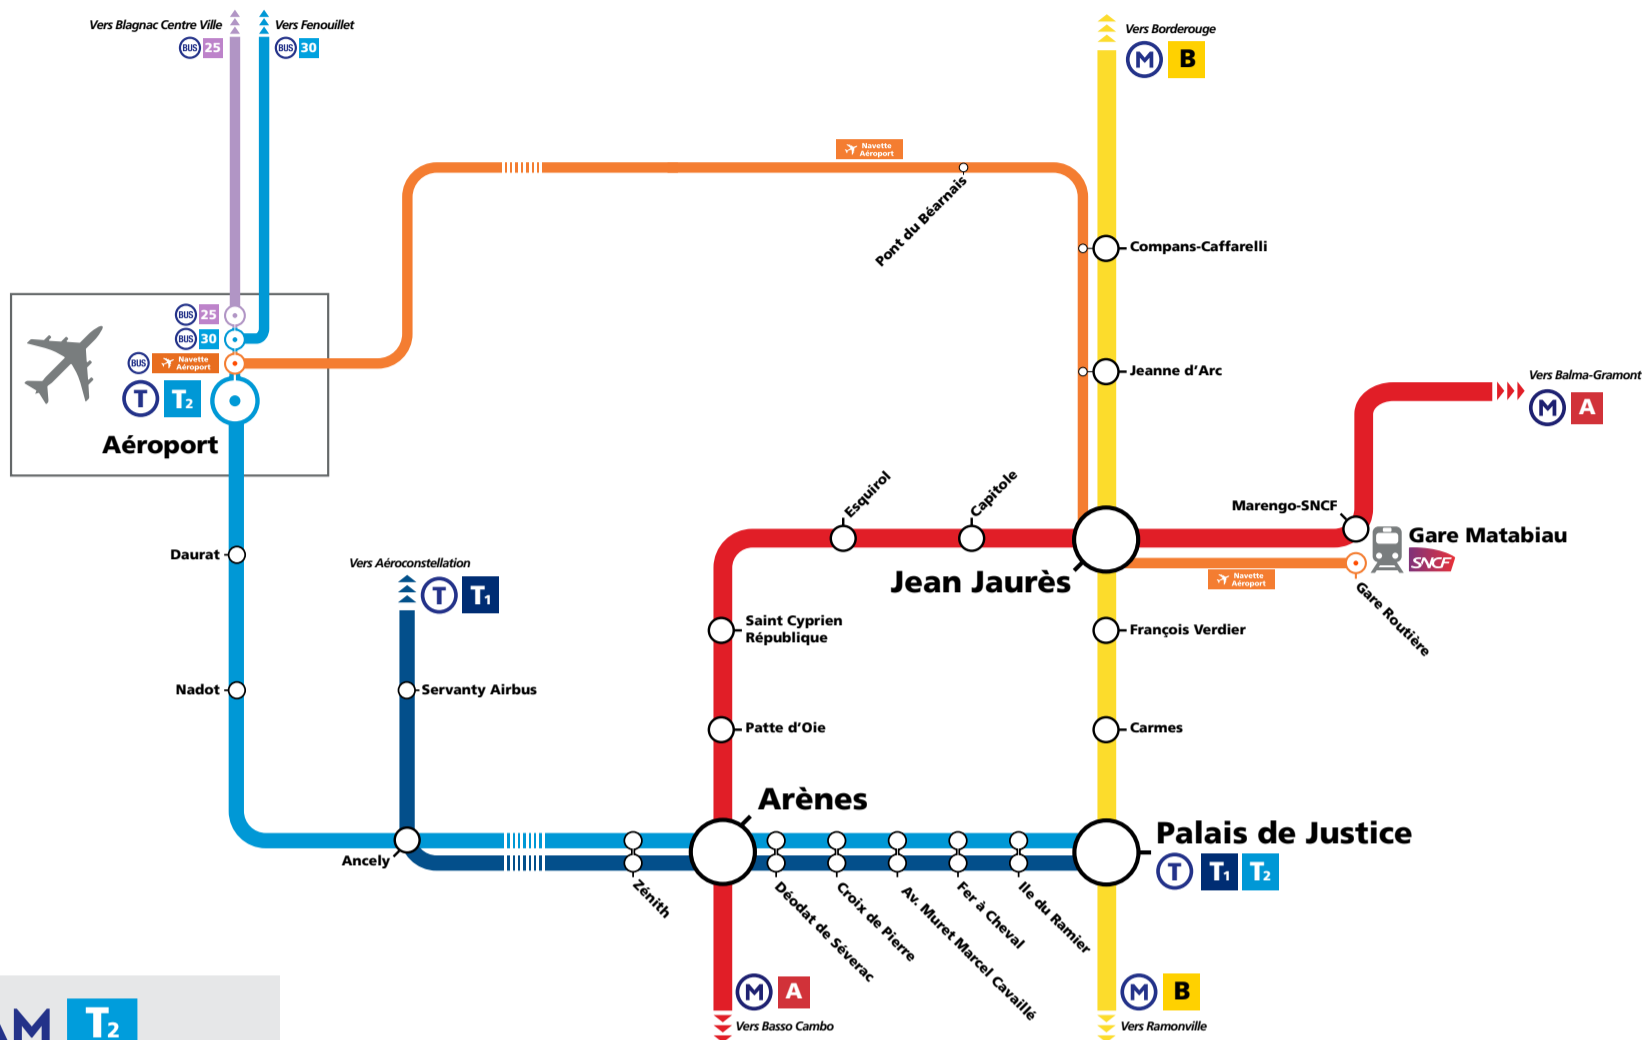 Vers Blagnac Centre Ville
BUS 25
Vers Fenouillet
BUS 30
Vers Borderouge
M B
Navette
Aéroport
Pont du Béarnais
Compans-Caffarelli
Jeanne d'Arc
BUS 25
BUS 30
BUS Navette
Aéroport
T T2
Aéroport
Vers Balma-Gramont
M A
Esquirol
Capitole
Marengo-SNCF
Gare Matabiau
SNCF
Jean Jaurès
Navette
Aéroport
Gare Routière
Daurat
Vers Aéroconstellation
T T1
Saint Cyprien
République
François Verdier
Nadot
Servanty Airbus
Patte d'Oie
Carmes
Arènes
Palais de Justice
T T1 T2
Ancely
Zénith
Déodat de Séverac
Croix de Pierre
Av. Muret Marcel Cavaillé
Fer à Cheval
Ile du Ramier
M A
Vers Basso Cambo
M B
Vers Ramonville
AM T2